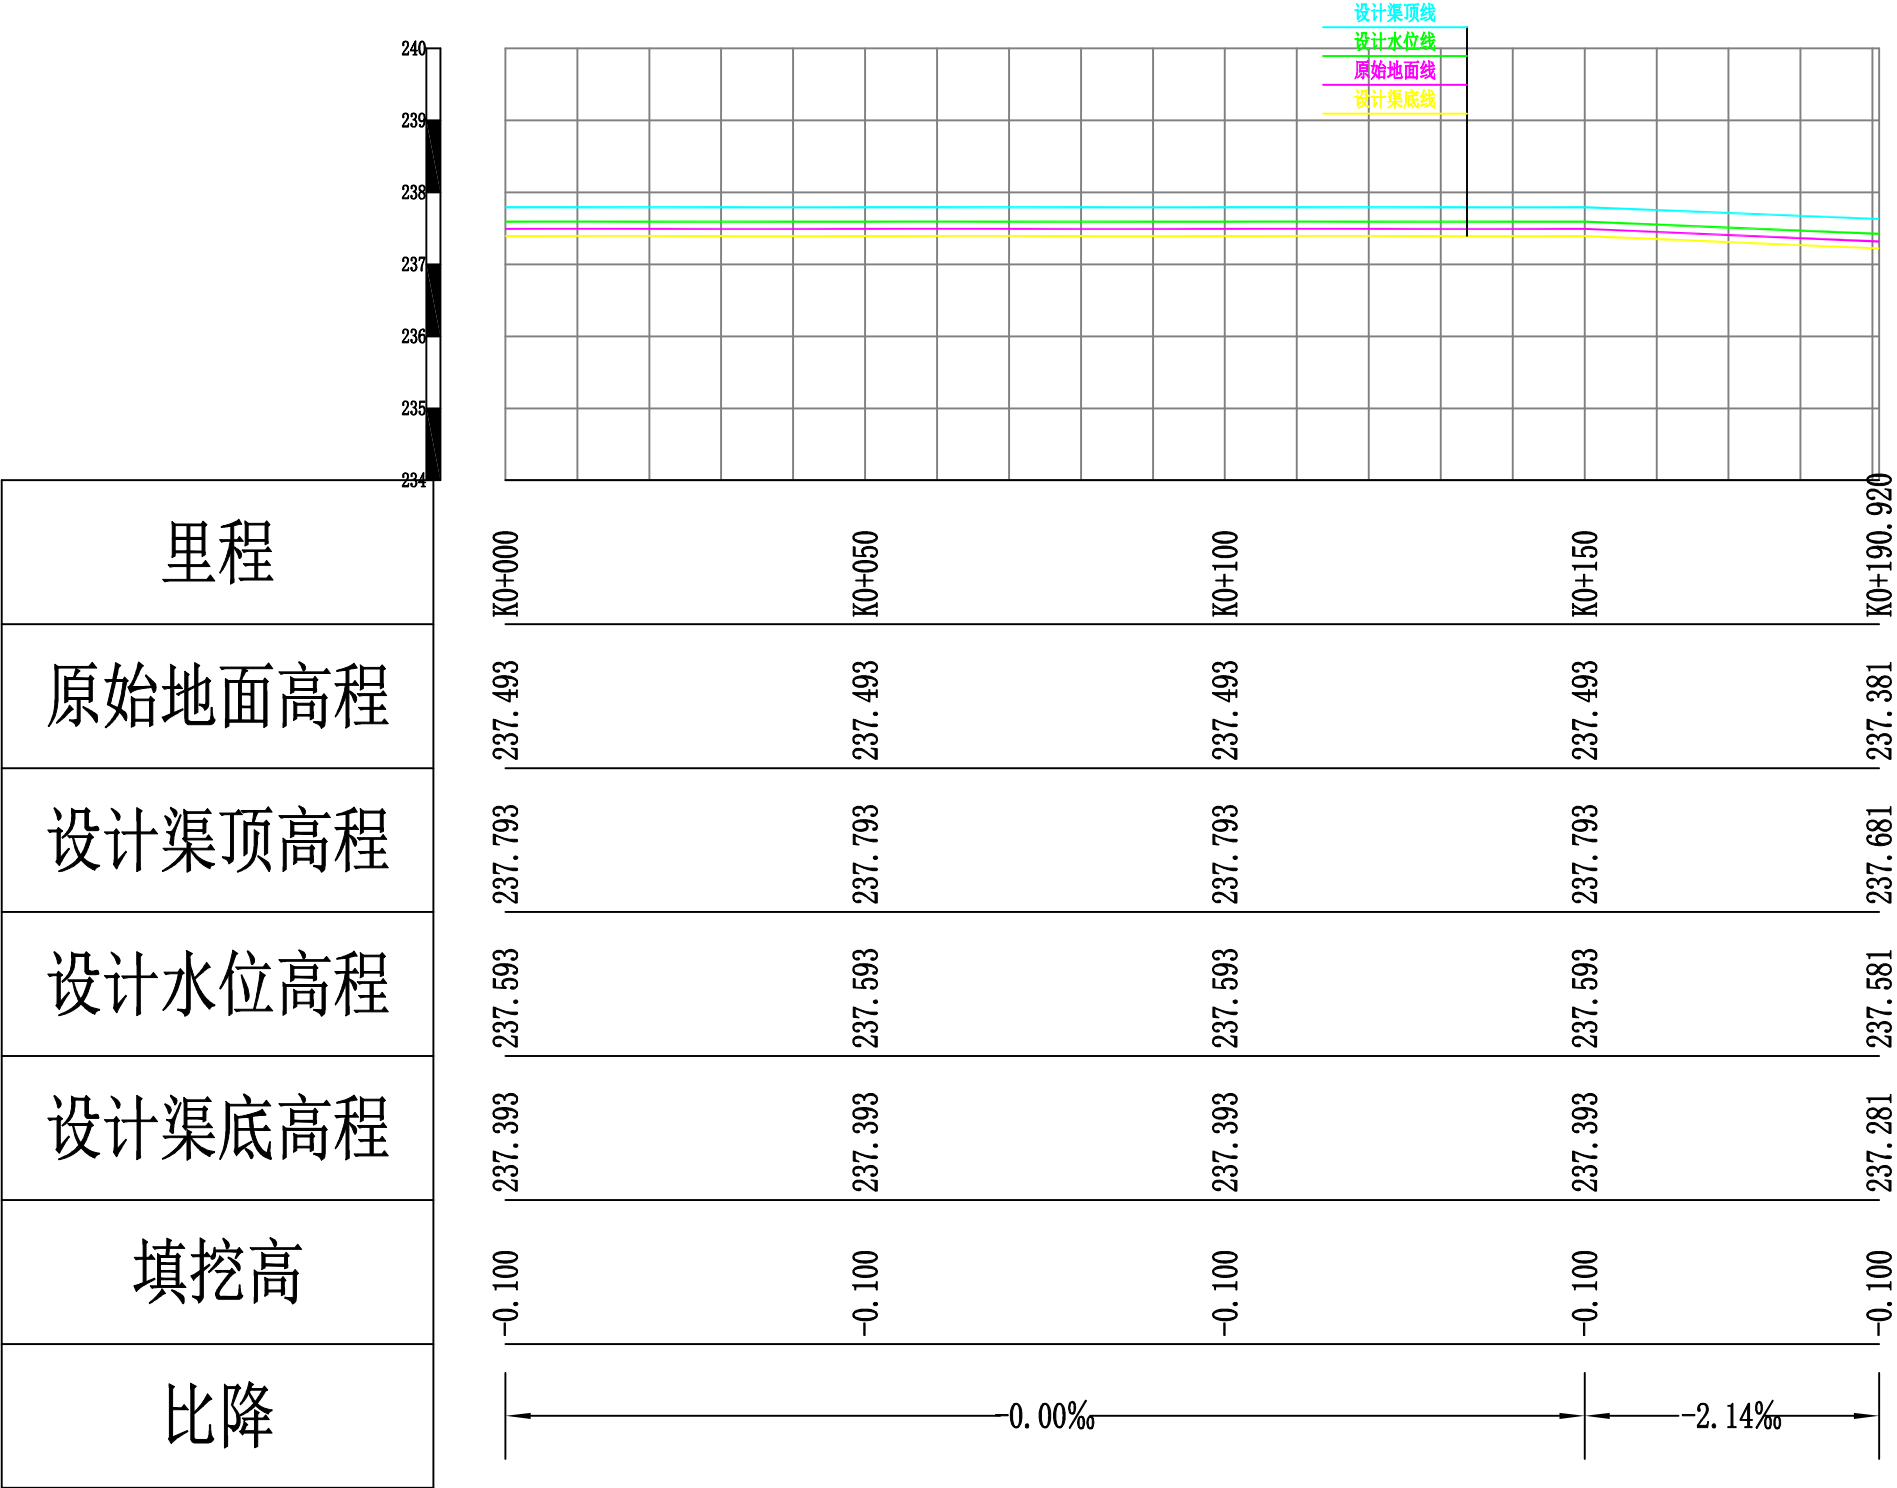 设计渠顶线
设计水位线
原始地面线
设计渠底线
240
239
238
237
236
235
234
里程 K0+000 K0+050 K0+100 K0+150 K0+190.920
原始地面高程 237.493 237.493 237.493 237.493 237.381
设计渠顶高程 237.793 237.793 237.793 237.793 237.681
设计水位高程 237.593 237.593 237.593 237.593 237.581
设计渠底高程 237.393 237.393 237.393 237.393 237.281
填挖高 -0.100 -0.100 -0.100 -0.100 -0.100
比降 -0.00‰ -2.14‰